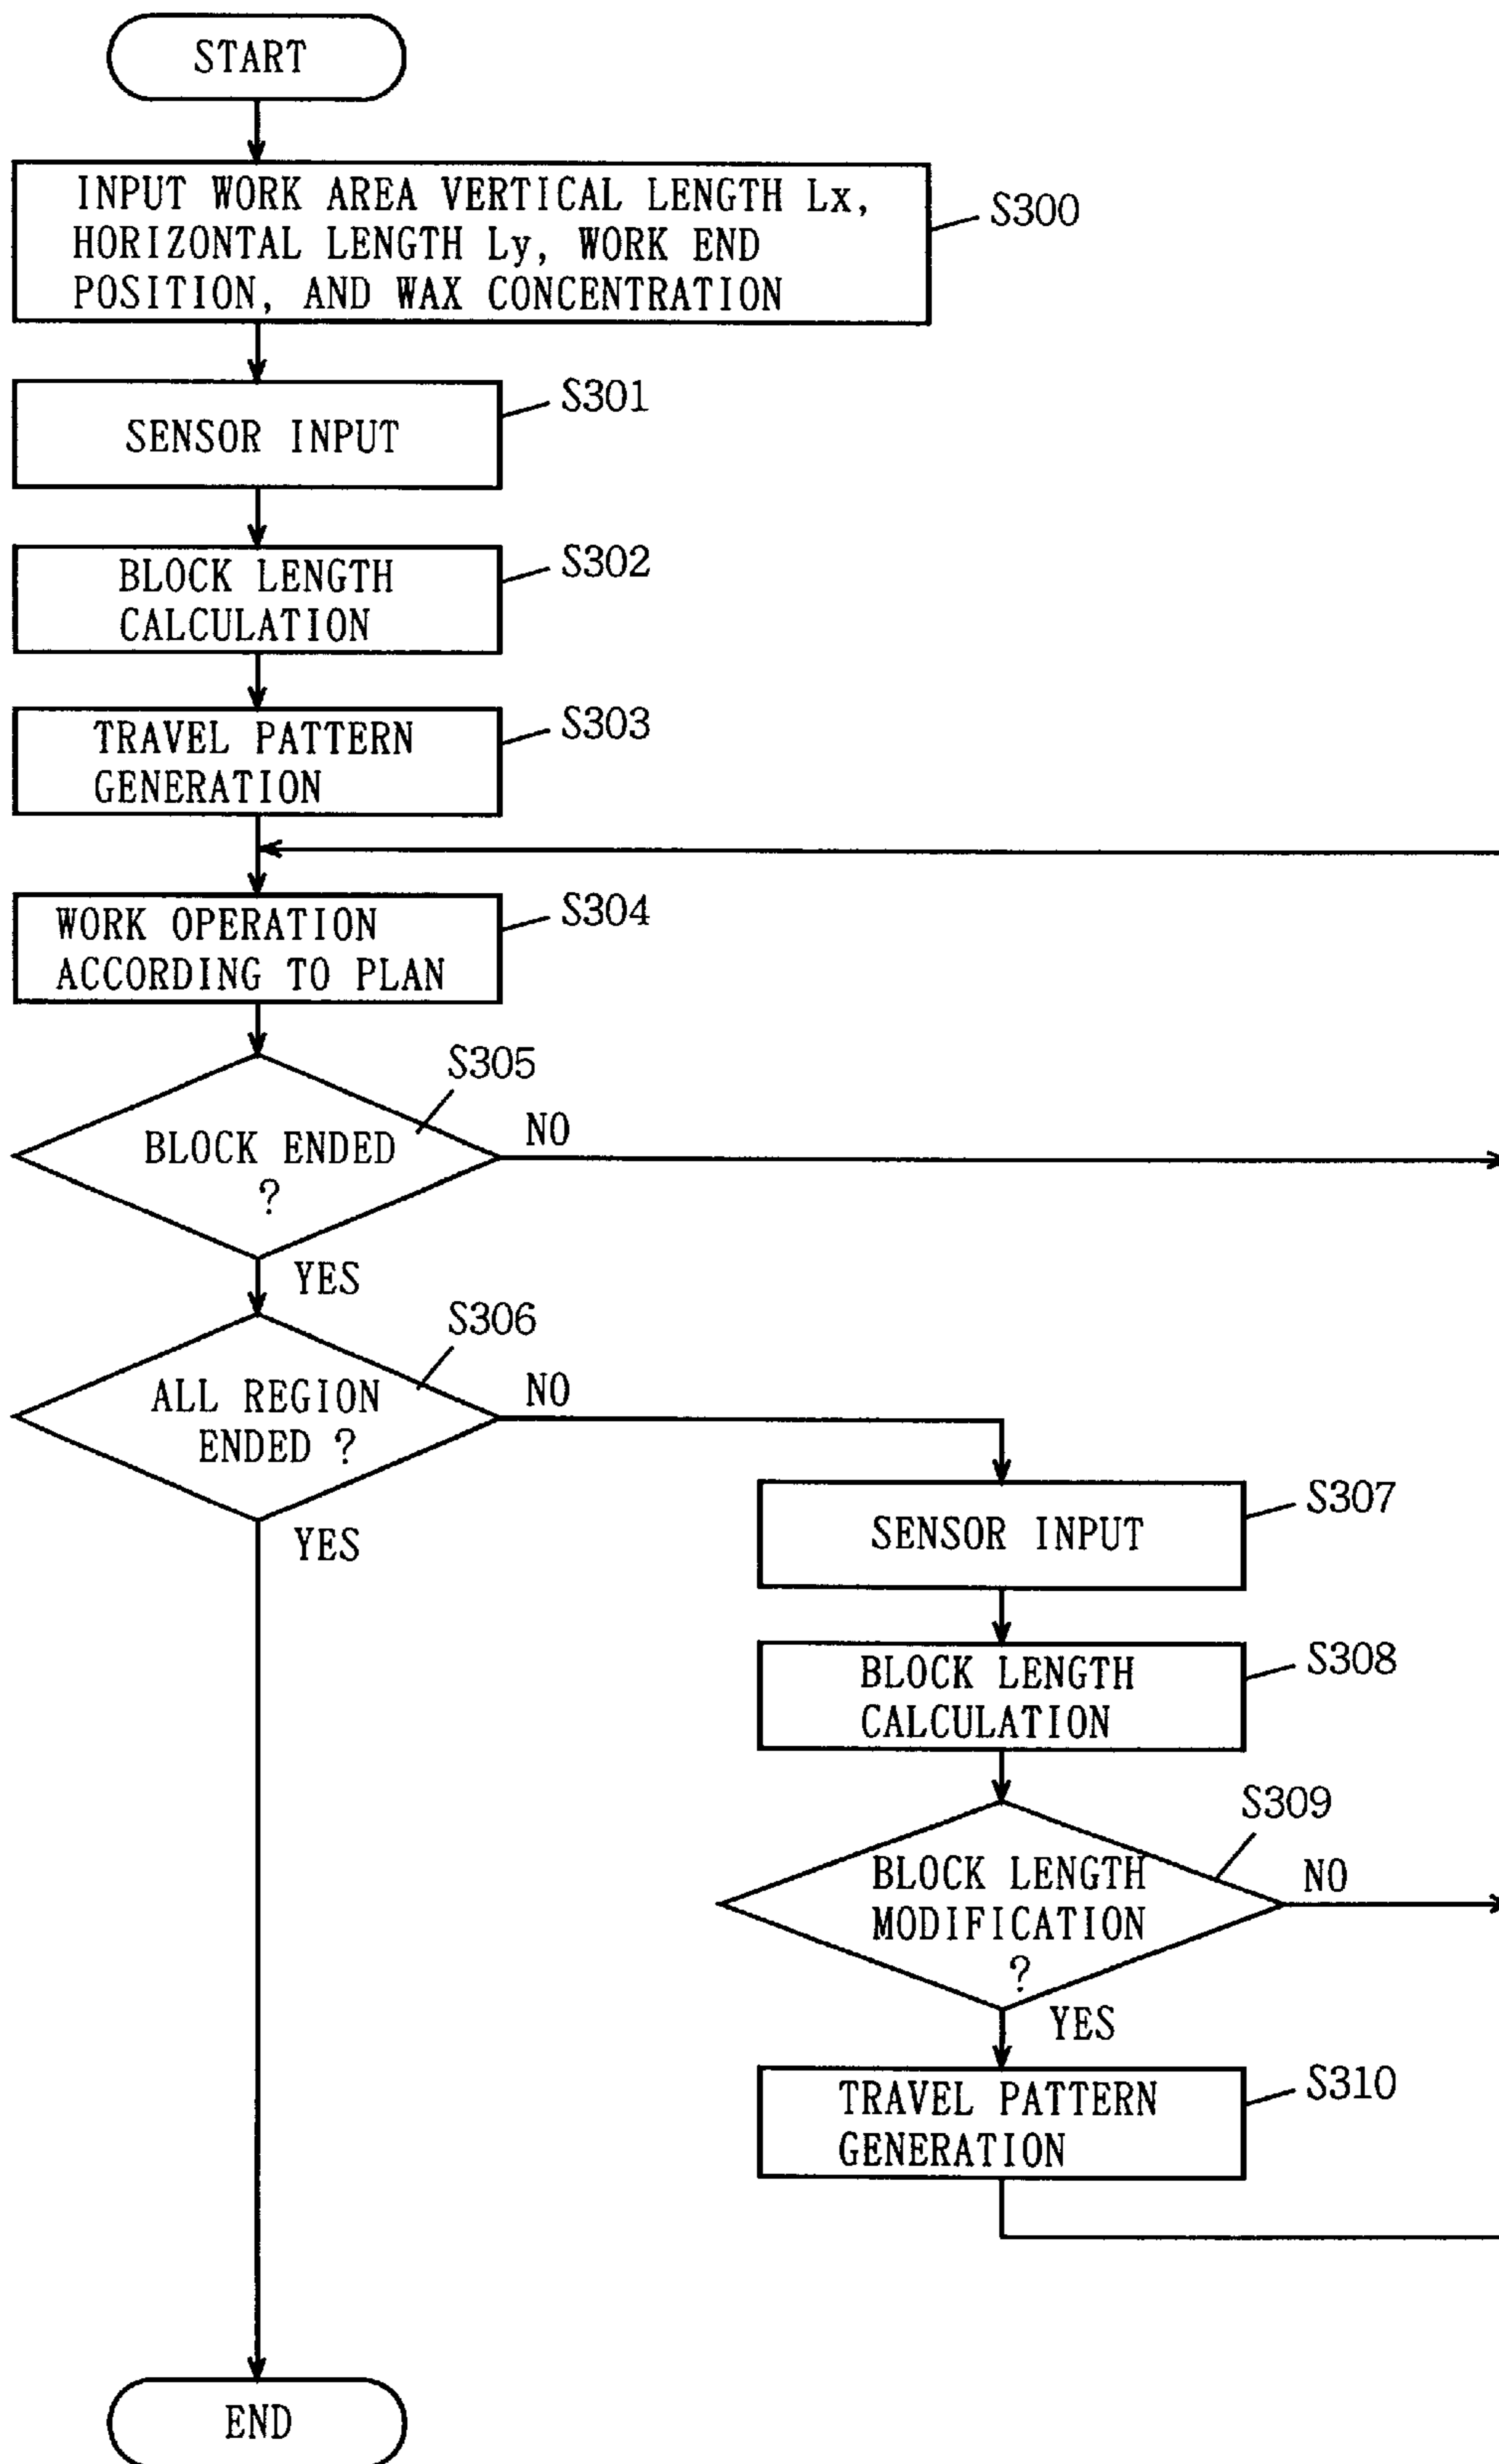 START
INPUT WORK AREA VERTICAL LENGTH Lx,
HORIZONTAL LENGTH Ly, WORK END
POSITION, AND WAX CONCENTRATION
S300
SENSOR INPUT
S301
BLOCK LENGTH
CALCULATION
S302
TRAVEL PATTERN
GENERATION
S303
WORK OPERATION
ACCORDING TO PLAN
S304
BLOCK ENDED
?
S305
NO
YES
ALL REGION
ENDED ?
S306
NO
YES
SENSOR INPUT
S307
BLOCK LENGTH
CALCULATION
S308
BLOCK LENGTH
MODIFICATION
?
S309
NO
YES
TRAVEL PATTERN
GENERATION
S310
END